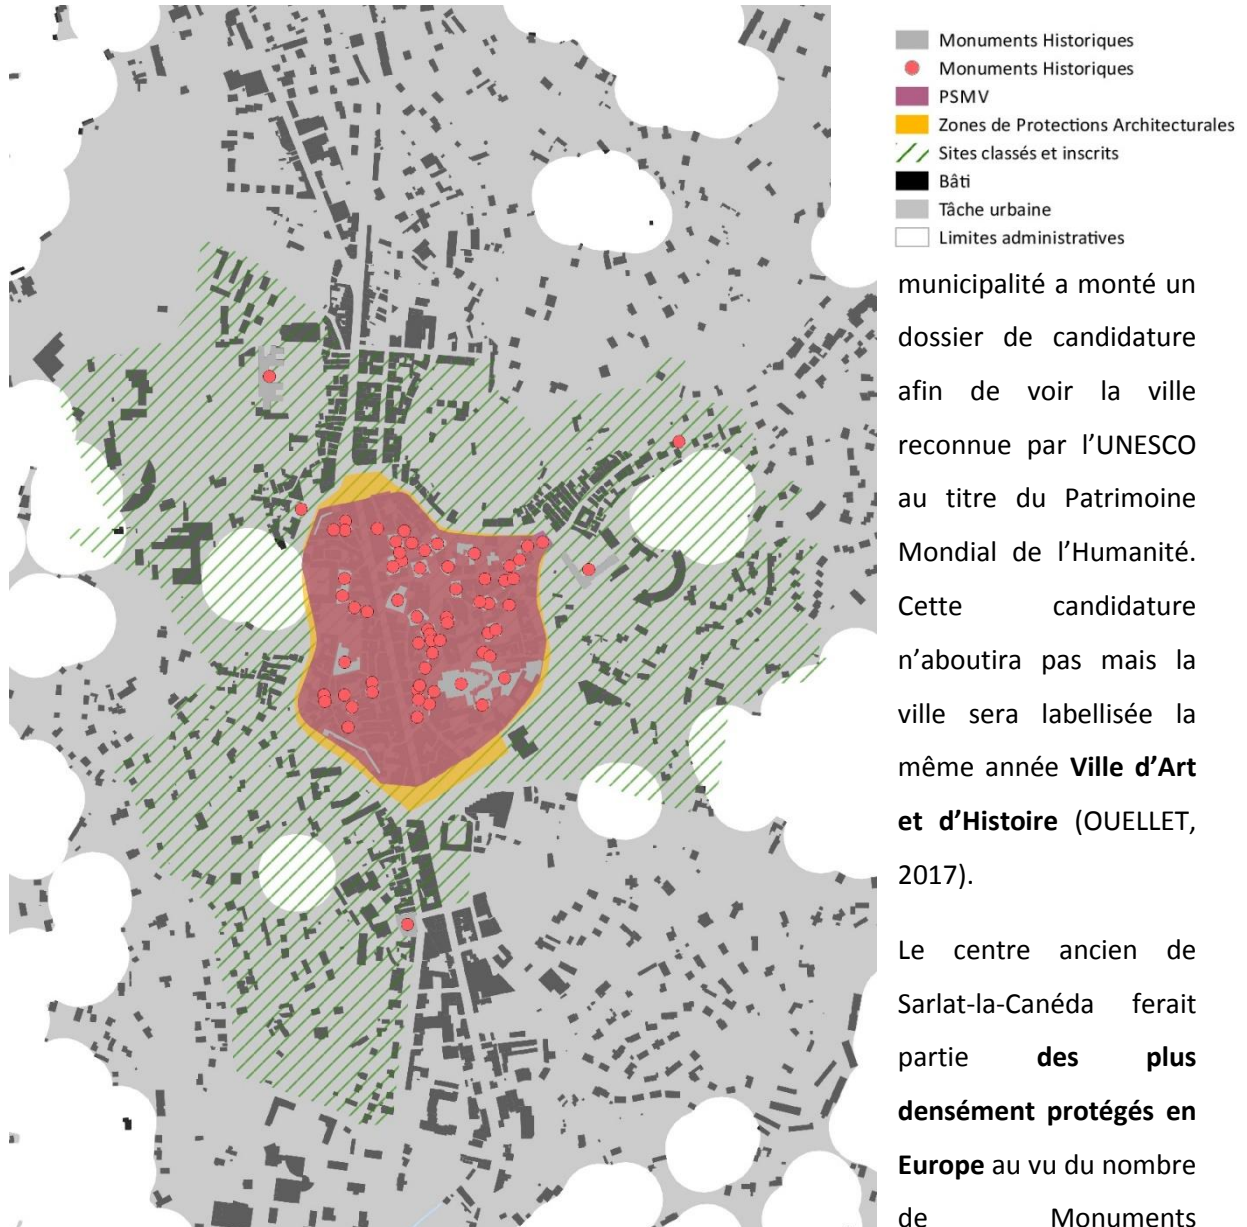 Monuments Historiques
Monuments Historiques
PSMV
Zones de Protections Architecturales
Sites classés et inscrits
Bâti
Tâche urbaine
Limites administratives
municipalité a monté un
dossier de candidature
afin de voir la ville
reconnue par l’UNESCO
au titre du Patrimoine
Mondial de l’Humanité.
Cette candidature
n’aboutira pas mais la
ville sera labellisée la
même année Ville d’Art
et d’Histoire (OUELLET,
2017).
Le centre ancien de
Sarlat-la-Canéda ferait
partie des plus
densément protégés en
Europe au vu du nombre
de Monuments